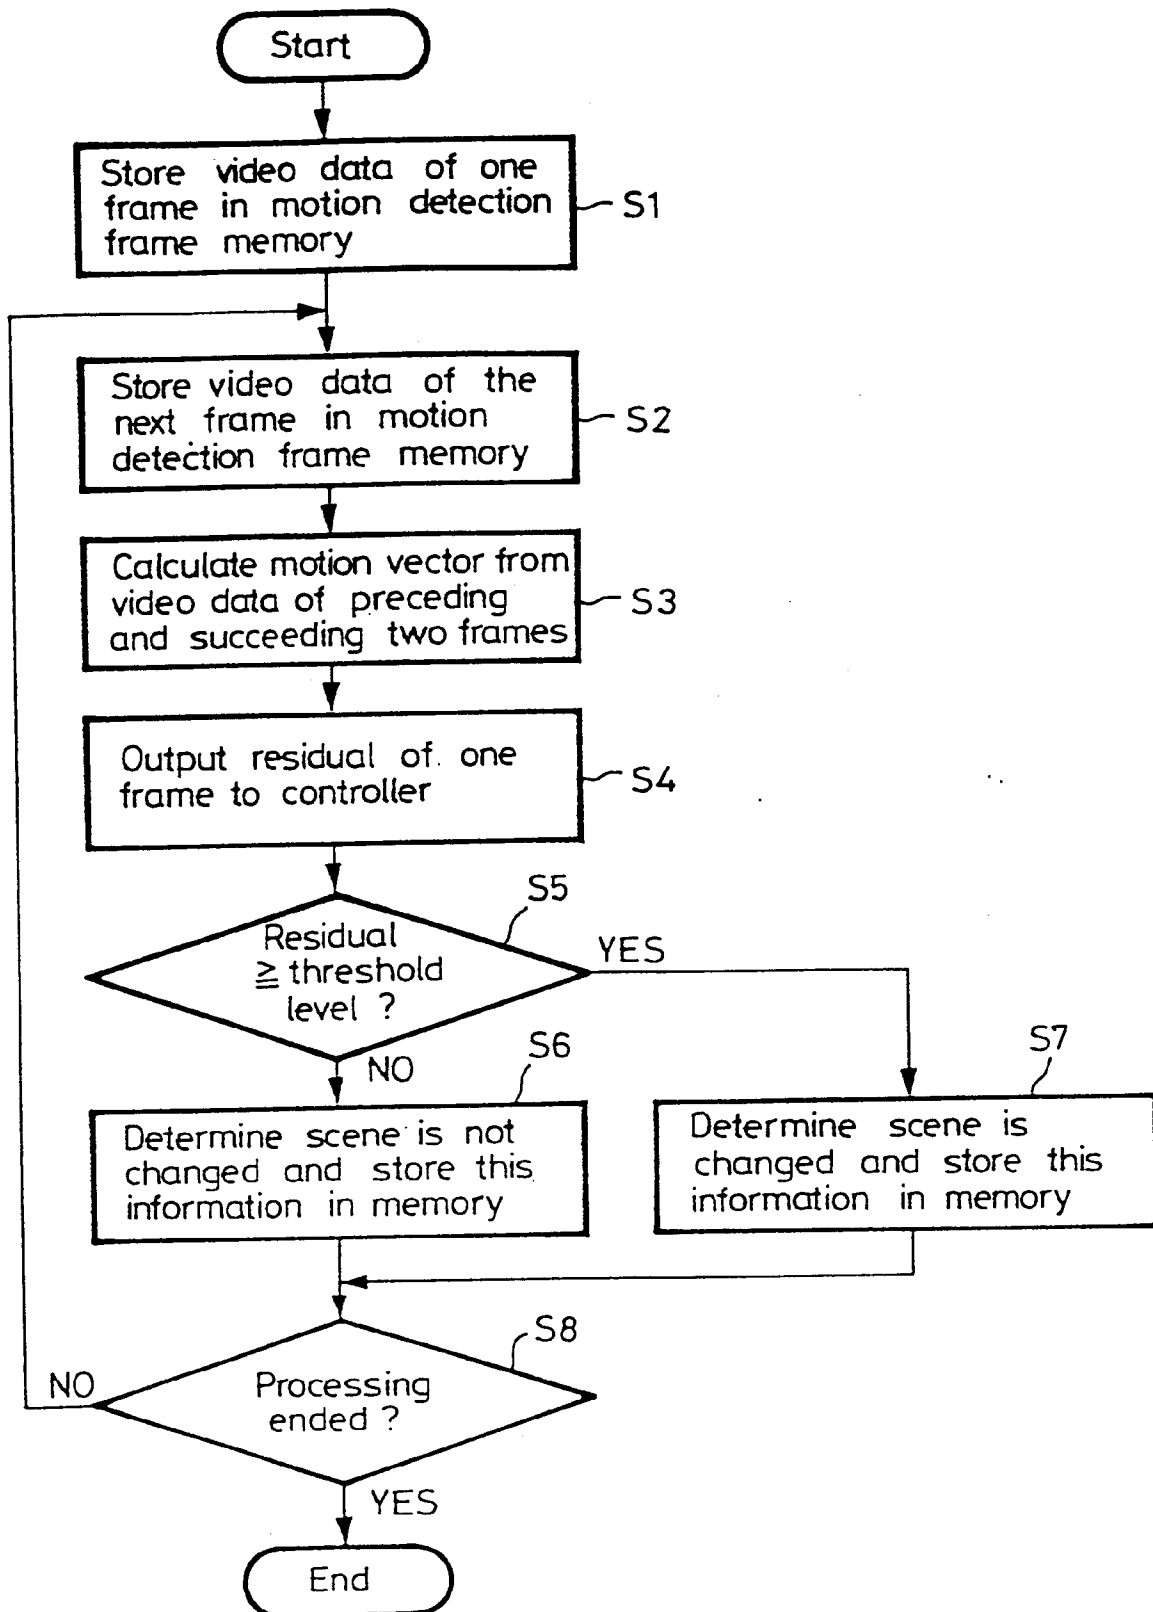 Start
Store video data of one
frame in motion detection
frame memory
S1
Store video data of the
next frame in motion
detection frame memory
S2
Calculate motion vector from
video data of preceding
and succeeding two frames
S3
Output residual of one
frame to controller
S4
S5
Residual
≧ threshold
level ?
YES
NO
S6
Determine scene is not
changed and store this
information in memory
S7
Determine scene is
changed and store this
information in memory
S8
Processing
ended ?
NO
YES
End